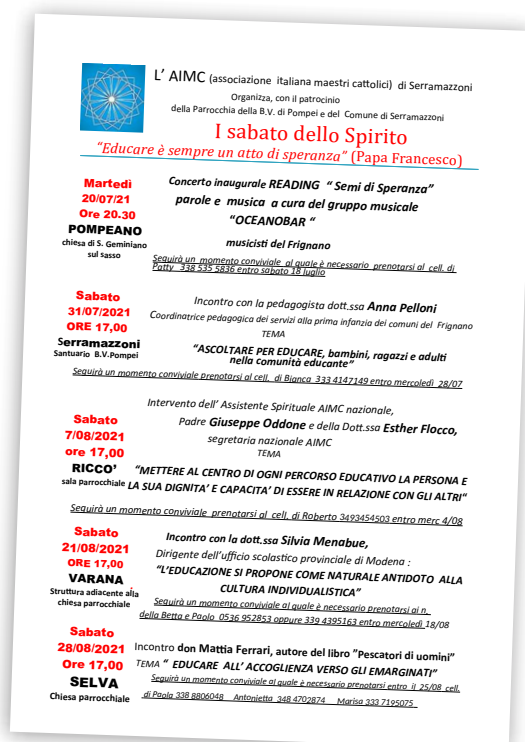 L' AIMC (associazione italiana maestri cattolici) di Serramazzoni
Organizza, con il patrocinio
della Parrocchia della B.V. di Pompei e del Comune di Serramazzoni
I sabato dello Spirito
“Educare è sempre un atto di speranza” (Papa Francesco)
Martedì
20/07/21
Ore 20.30
POMPEANO
chiesa di S. Geminiano
sul sasso
Concerto inaugurale READING “ Semi di Speranza”
parole e musica a cura del gruppo musicale
“OCEANOBAR “
musicisti del Frignano
Seguirà un momento conviviale al quale è necessario prenotarsi al cell. di
Patty 338 535 5836 entro sabato 18 luglio
Sabato
31/07/2021
ORE 17,00
Serramazzoni
Santuario B.V.Pompei
Incontro con la pedagogista dott.ssa Anna Pelloni
Coordinatrice pedagogica dei servizi alla prima infanzia dei comuni del Frignano
TEMA
“ASCOLTARE PER EDUCARE, bambini, ragazzi e adulti
nella comunità educante”
Seguirà un momento conviviale prenotarsi al cell. di Bianca 333 4147149 entro mercoledì 28/07
Sabato
7/08/2021
ore 17,00
RICCO'
sala parrocchiale
Intervento dell' Assistente Spirituale AIMC nazionale,
Padre Giuseppe Oddone e della Dott.ssa Esther Flocco,
segretaria nazionale AIMC
TEMA
“METTERE AL CENTRO DI OGNI PERCORSO EDUCATIVO LA PERSONA E
LA SUA DIGNITA' E CAPACITA' DI ESSERE IN RELAZIONE CON GLI ALTRI“
Seguirà un momento conviviale prenotarsi al cell. di Roberto 3493454503 entro merc 4/08
Sabato
21/08/2021
ORE 17,00
VARANA
Struttura adiacente alla
chiesa parrocchiale
Incontro con la dott.ssa Silvia Menabue,
Dirigente dell'ufficio scolastico provinciale di Modena :
“L'EDUCAZIONE SI PROPONE COME NATURALE ANTIDOTO ALLA
CULTURA INDIVIDUALISTICA”
Seguirà un momento conviviale al quale è necessario prenotarsi ai n.
della Betta e Paolo 0536 952853 oppure 339 4395163 entro mercoledì 18/08
Sabato
28/08/2021
Ore 17,00
SELVA
Chiesa parrocchiale
Incontro don Mattia Ferrari, autore del libro "Pescatori di uomini”
TEMA “ EDUCARE ALL' ACCOGLIENZA VERSO GLI EMARGINATI”
Seguirà un momento conviviale al quale è necessario prenotarsi entro il 25/08 cell.
di Paola 338 8806048 Antonietta 348 4702874 Marisa 333 7195075